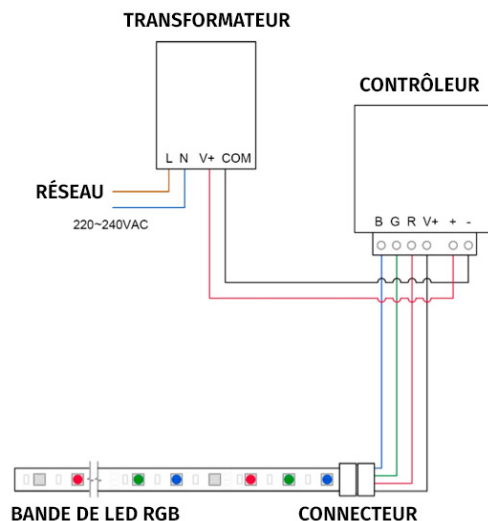 TRANSFORMATEUR
CONTRÔLEUR
L N V+ COM
RÉSEAU
220~240VAC
B G R V+ + -
BANDE DE LED RGB
CONNECTEUR